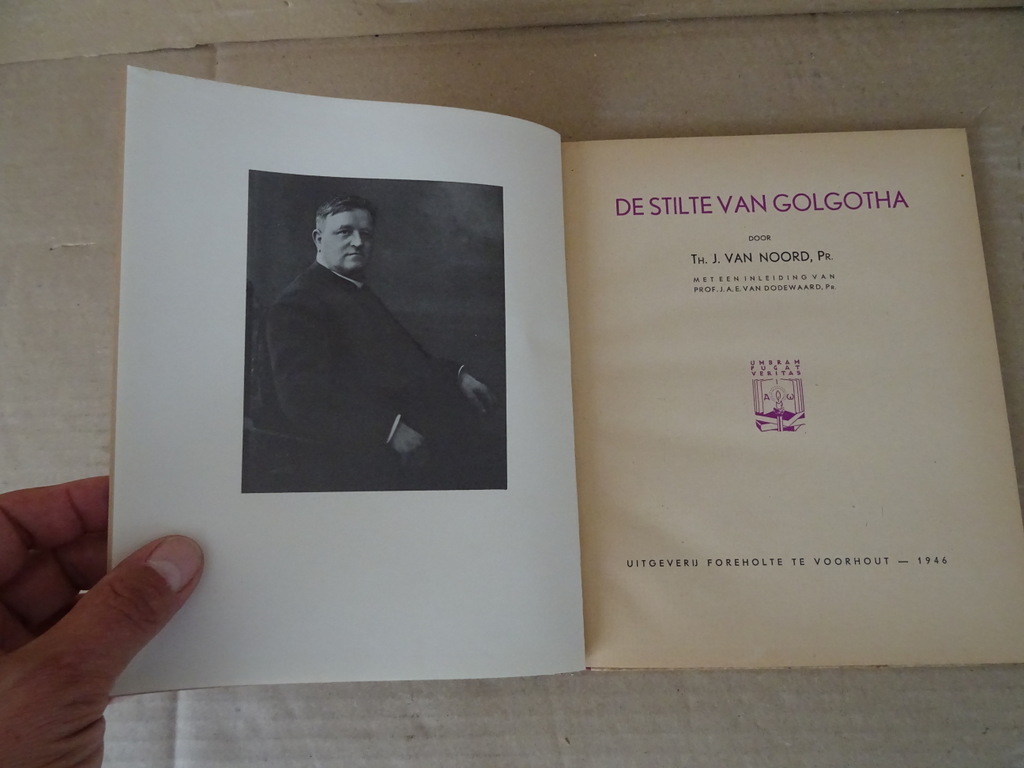 DE STILTE VAN GOLGOTHA
DOOR
TH. J. VAN NOORD, PR.
MET EEN INLEIDING VAN
PROF. J. A. E. VAN DODEWAARD, PR.
UMBRAM
FUGAT
VERITAS
A ω
UITGEVERIJ FOREHOLTE TE VOORHOUT — 1946